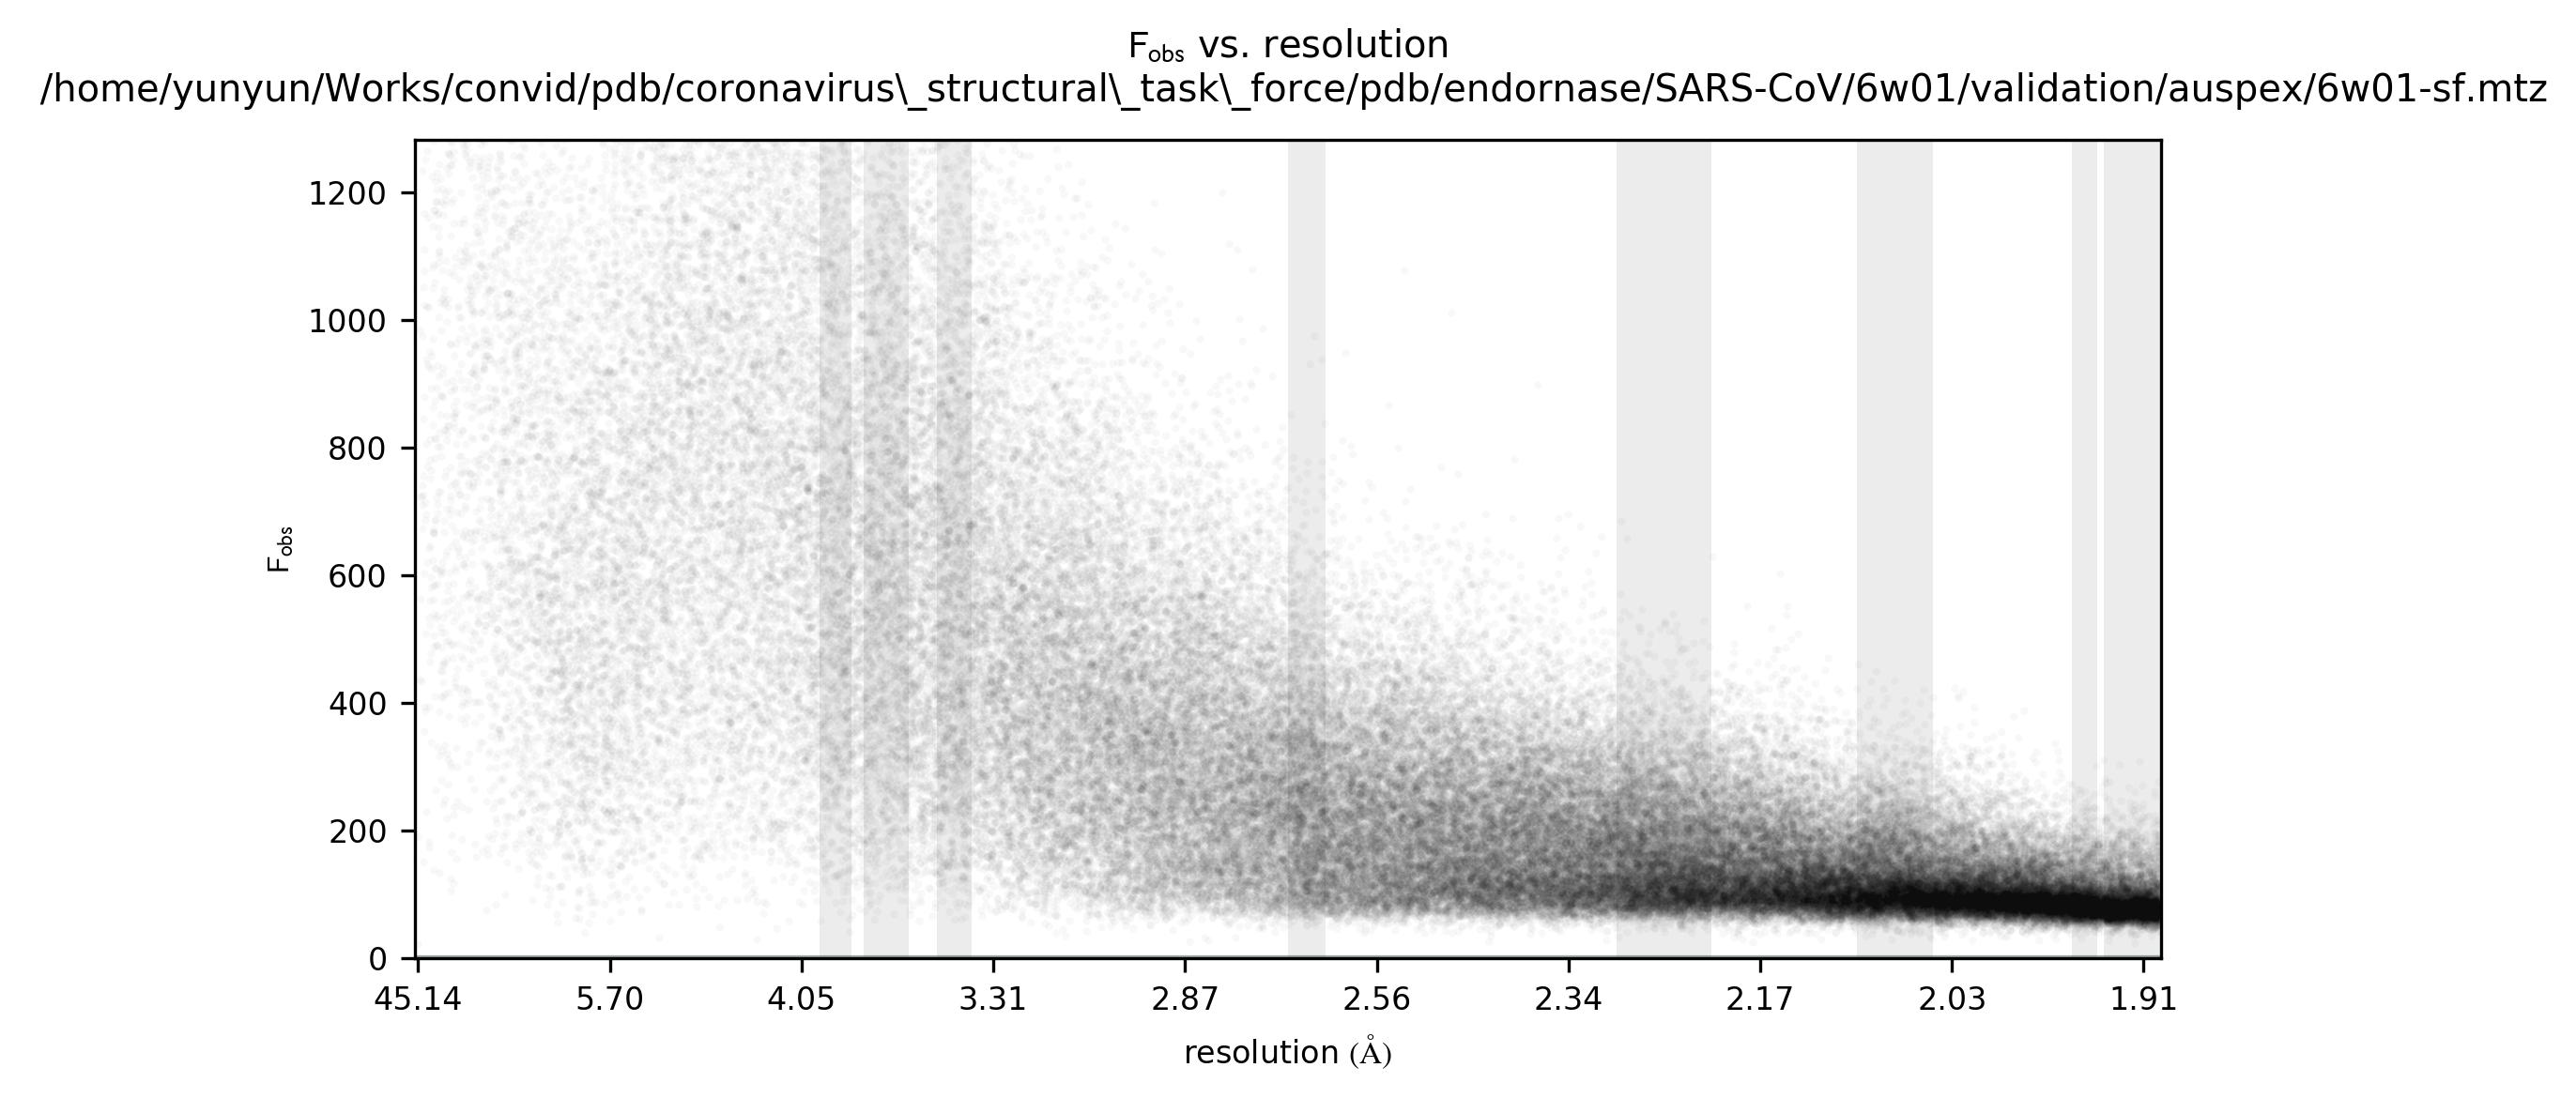 Fobs vs. resolution
/home/yunyun/Works/convid/pdb/coronavirus\_structural\_task\_force/pdb/endornase/SARS-CoV/6w01/validation/auspex/6w01-sf.mtz
1200
1000
800
600
400
200
0
Fobs
45.14 5.70 4.05 3.31 2.87 2.56 2.34 2.17 2.03 1.91
resolution (Å)